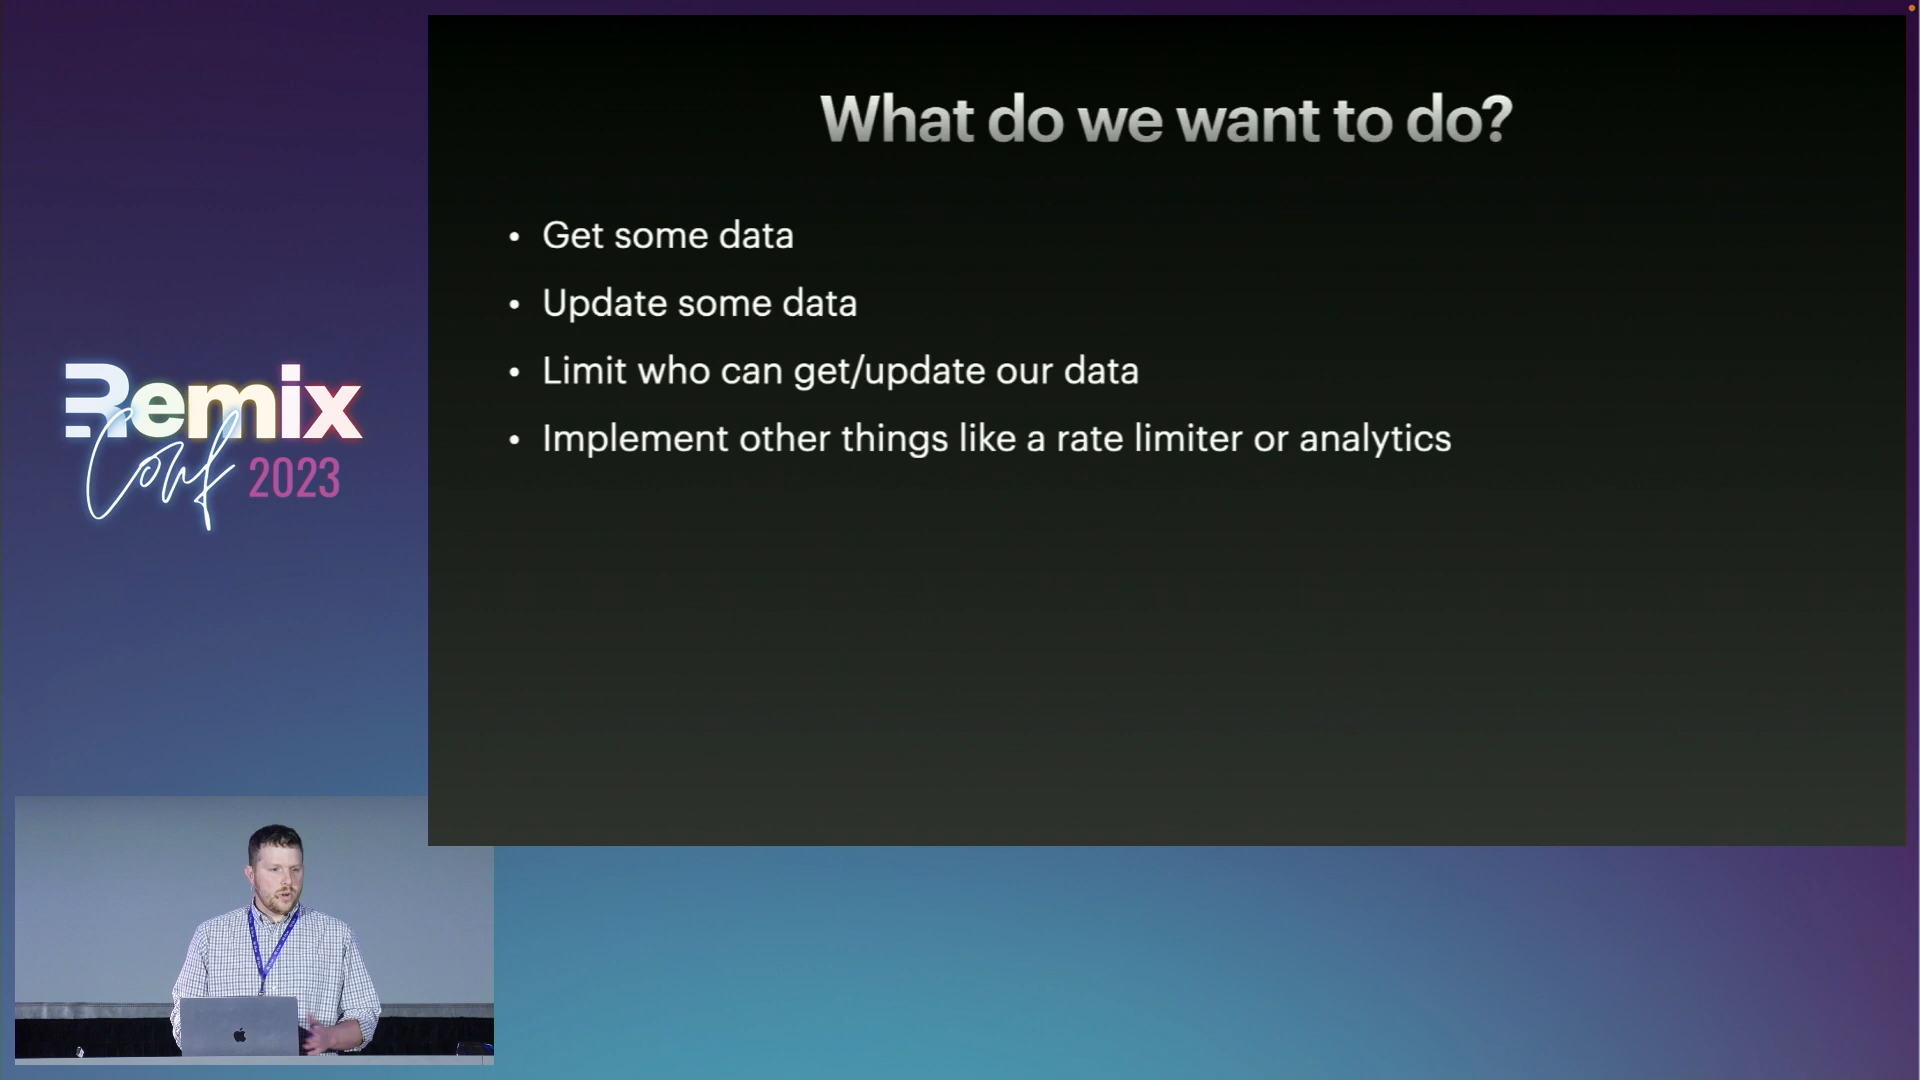 What do we want to do?
• Get some data
• Update some data
• Limit who can get/update our data
• Implement other things like a rate limiter or analytics
Remix
Conf 2023